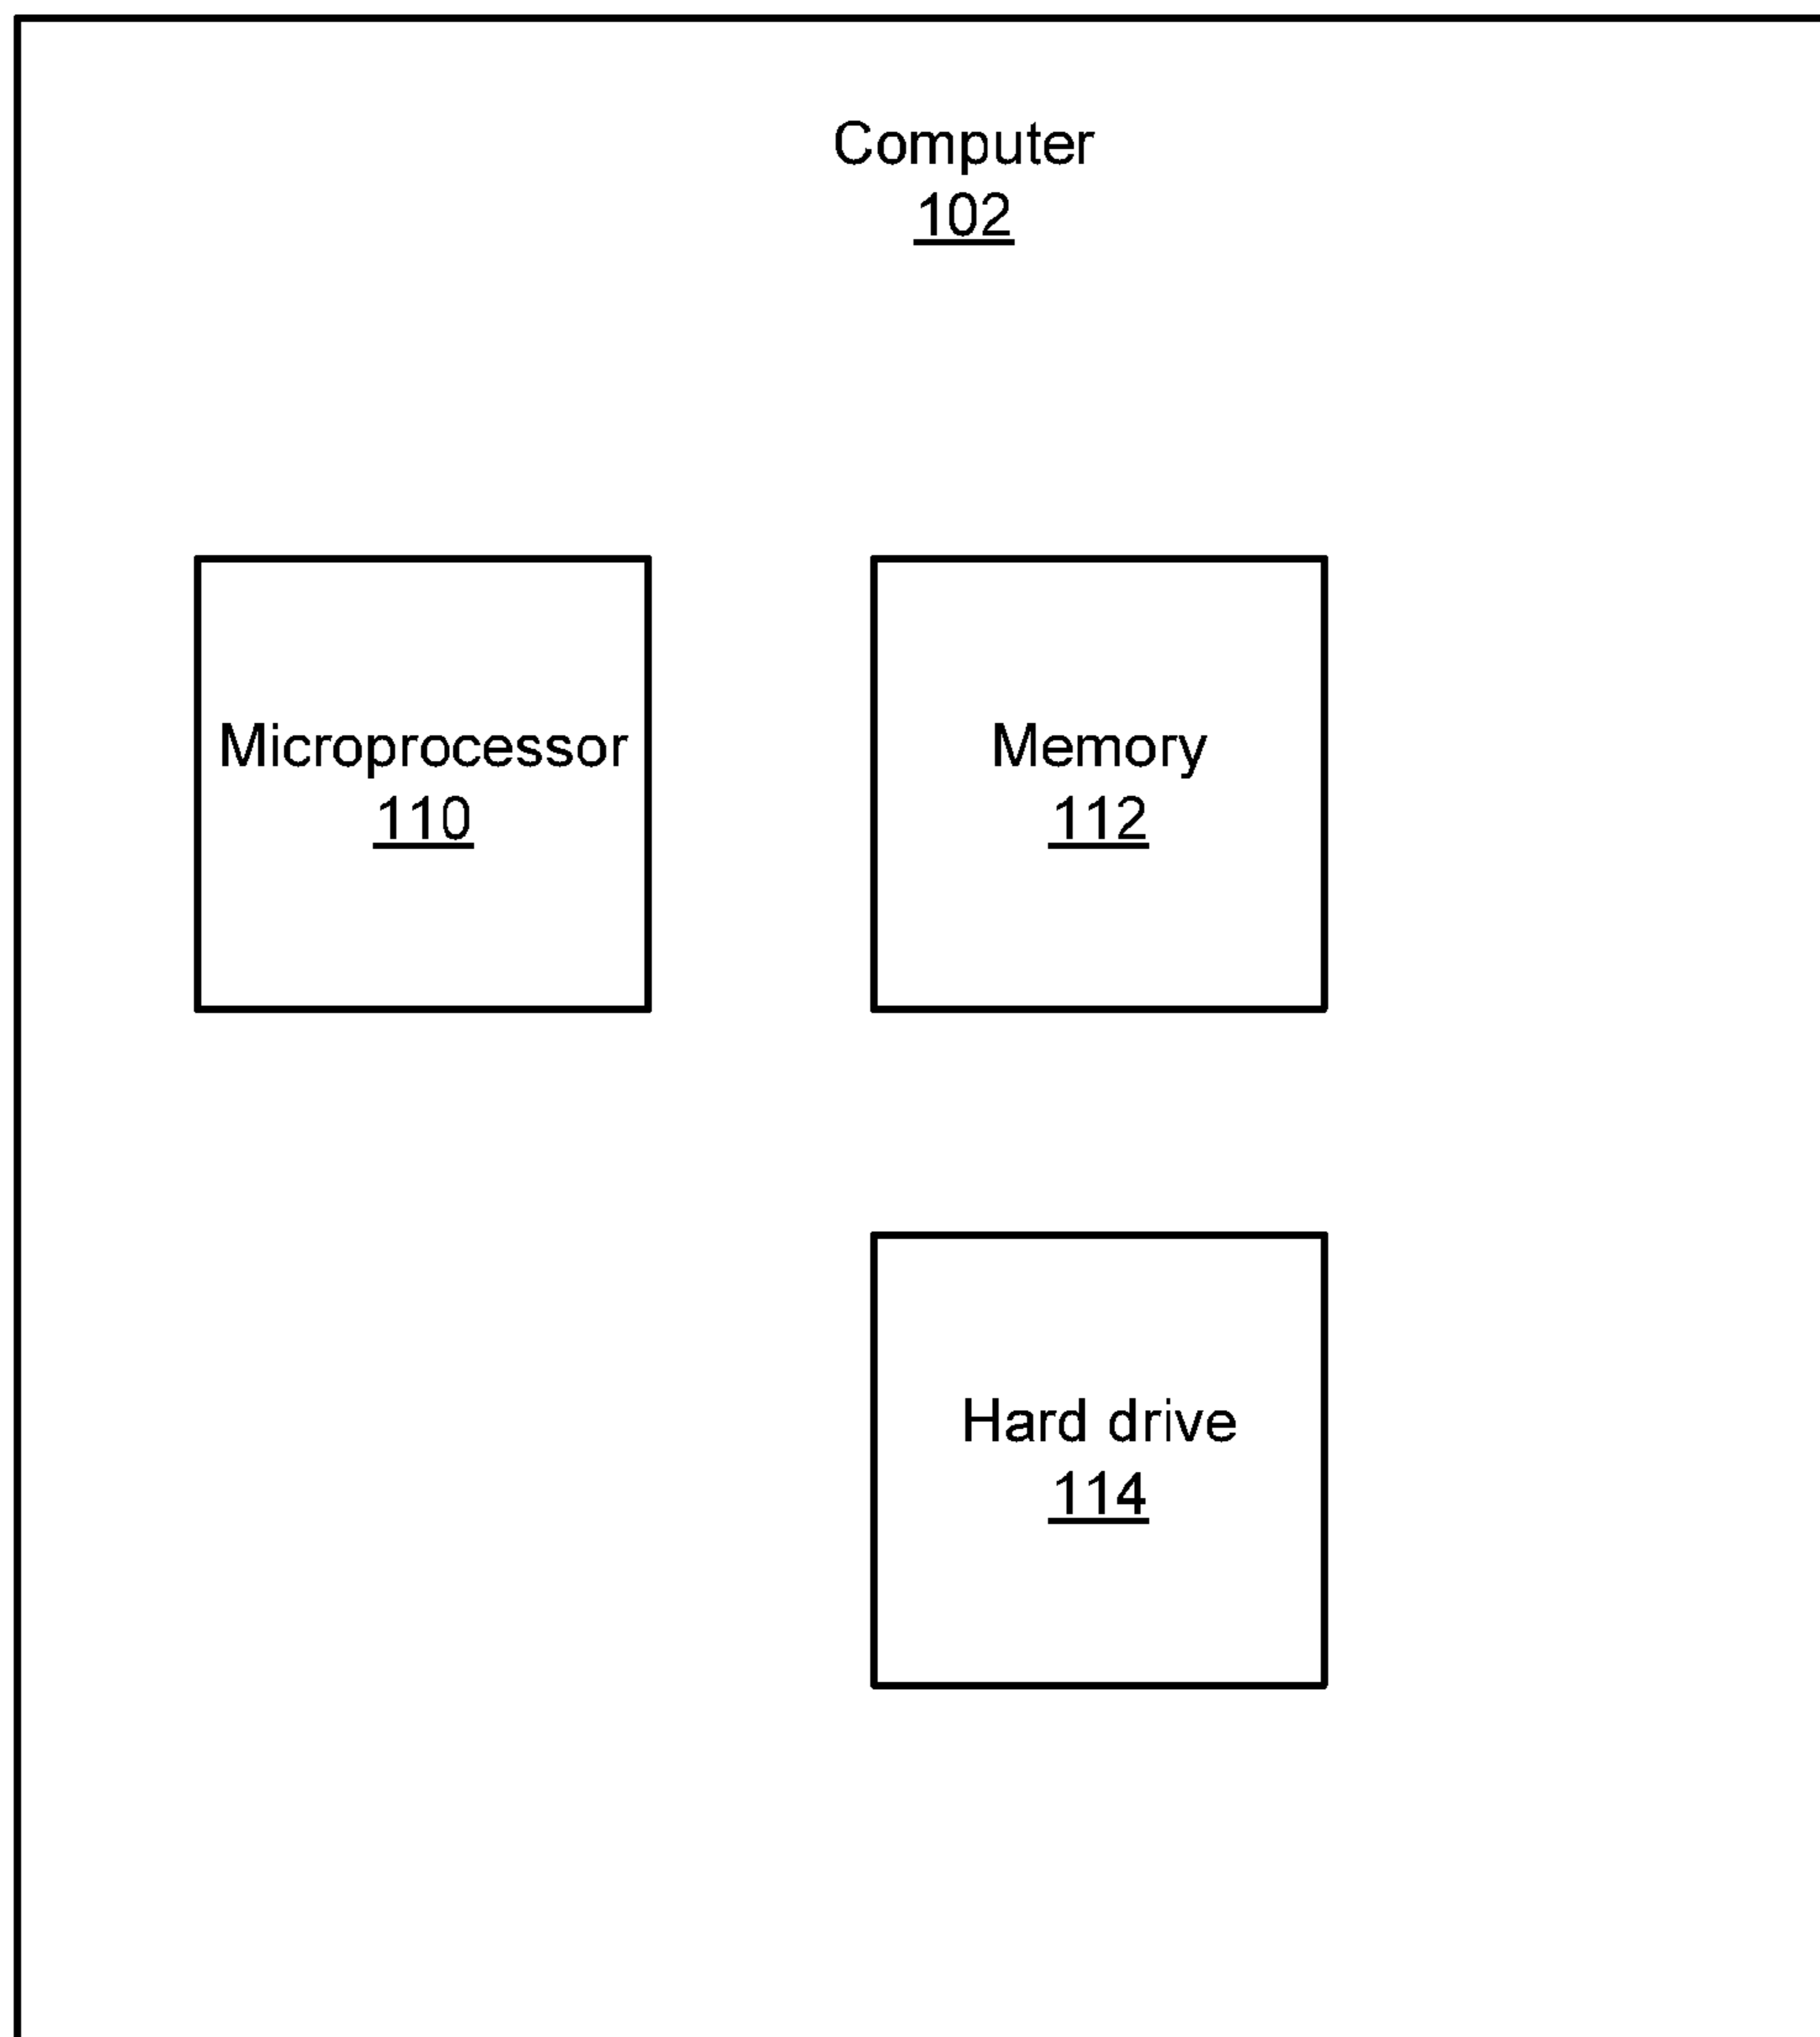 Computer
102
Microprocessor
110
Memory
112
Hard drive
114